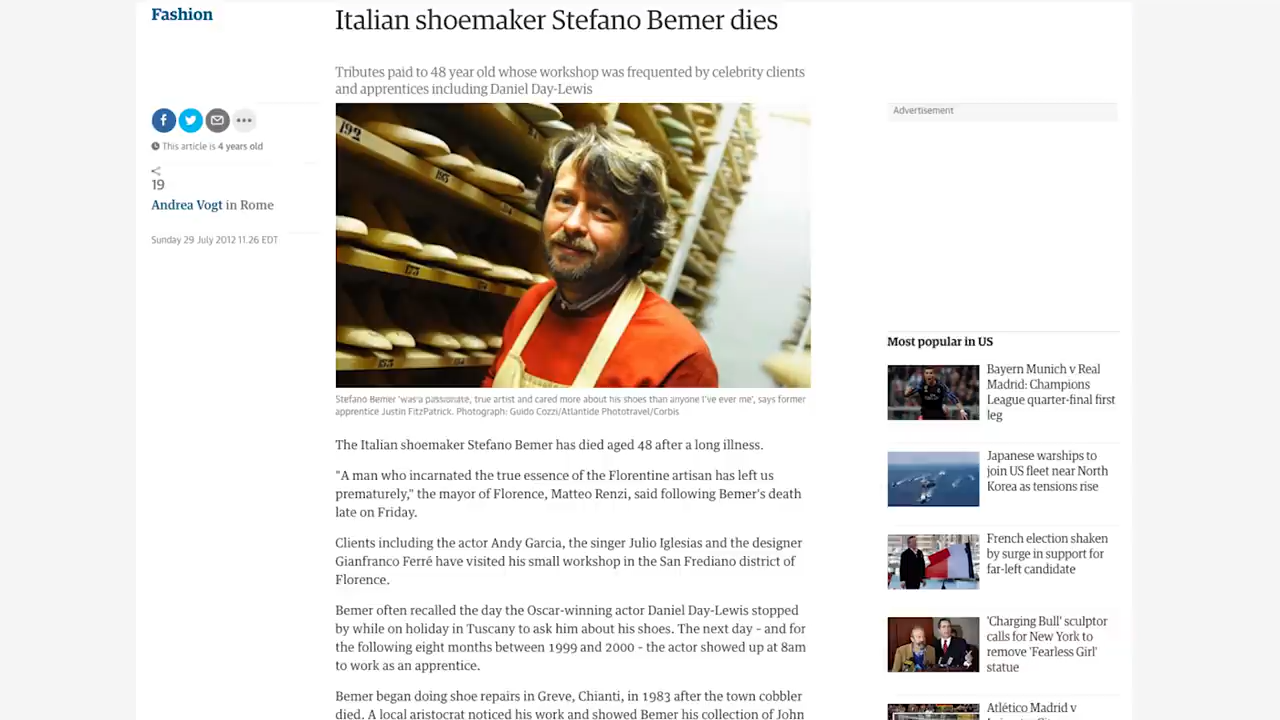 Fashion
Italian shoemaker Stefano Bemer dies
Tributes paid to 48 year old whose workshop was frequented by celebrity clients
and apprentices including Daniel Day-Lewis
This article is 4 years old
19
Andrea Vogt in Rome
Sunday 29 July 2012 11.26 EDT
192
195
173
175
155
Stefano Bemer 'was a passionate, true artist and cared more about his shoes than anyone I've ever me', says former
apprentice Justin FitzPatrick. Photograph: Guido Cozzi/Atlantide Phototravel/Corbis
The Italian shoemaker Stefano Bemer has died aged 48 after a long illness.
"A man who incarnated the true essence of the Florentine artisan has left us
prematurely," the mayor of Florence, Matteo Renzi, said following Bemer's death
late on Friday.
Clients including the actor Andy Garcia, the singer Julio Iglesias and the designer
Gianfranco Ferré have visited his small workshop in the San Frediano district of
Florence.
Bemer often recalled the day the Oscar-winning actor Daniel Day-Lewis stopped
by while on holiday in Tuscany to ask him about his shoes. The next day – and for
the following eight months between 1999 and 2000 – the actor showed up at 8am
to work as an apprentice.
Bemer began doing shoe repairs in Greve, Chianti, in 1983 after the town cobbler
died. A local aristocrat noticed his work and showed Bemer his collection of John
Advertisement
Most popular in US
Bayern Munich v Real
Madrid: Champions
League quarter-final first
leg
Japanese warships to
join US fleet near North
Korea as tensions rise
French election shaken
by surge in support for
far-left candidate
'Charging Bull' sculptor
calls for New York to
remove 'Fearless Girl'
statue
Atlético Madrid v